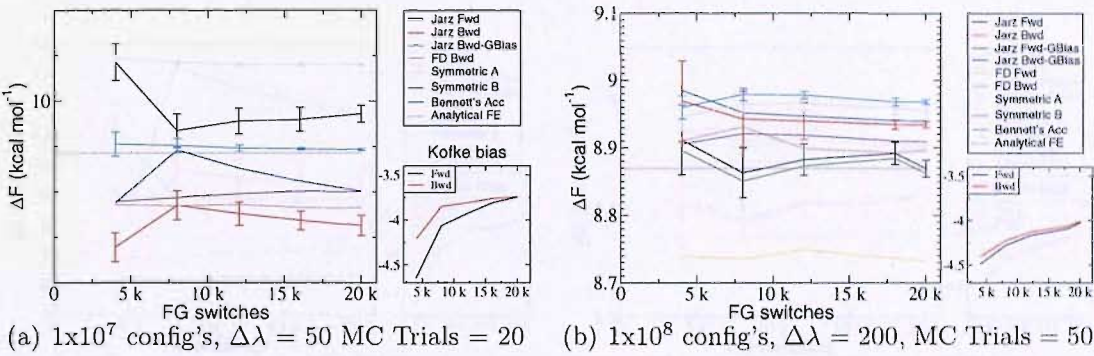 Jarz Fwd
Jarz Bwd
Jarz Bwd-GBias
FD Bwd
Symmetric A
Symmetric B
Bennett's Acc
Analytical FE
10
ΔF (kcal mol⁻¹)
0 5 k 10 k 15 k 20 k
FG switches
Kofke bias
Fwd
Bwd
-3.5
-4
-4.5
5 k 10 k 15 k 20 k
(a) 1x10⁷ config's, Δλ = 50 MC Trials = 20
9.1
9
8.9
8.8
8.7
ΔF (kcal mol⁻¹)
0 5 k 10 k 15 k 20 k
FG switches
Jarz Fwd
Jarz Bwd
Jarz Fwd-GBias
Jarz Bwd-GBias
FD Fwd
FD Bwd
Symmetric A
Symmetric B
Bennett's Acc
Analytical FE
Fwd
Bwd
-3.5
-4
-4.5
5 k 10 k 15 k 20 k
(b) 1x10⁸ config's, Δλ = 200, MC Trials = 50